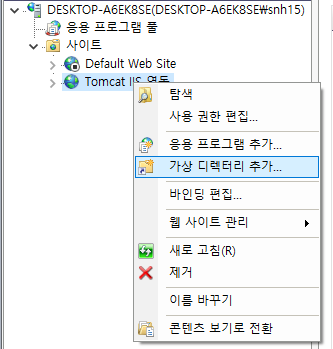 DESKTOP-A6EK8SE(DESKTOP-A6EK8SE\snh15)
응용 프로그램 풀
사이트
Default Web Site
Tomcat IIS 연동
탐색
사용 권한 편집...
응용 프로그램 추가...
가상 디렉터리 추가...
바인딩 편집...
웹 사이트 관리
새로 고침(R)
제거
이름 바꾸기
콘텐츠 보기로 전환